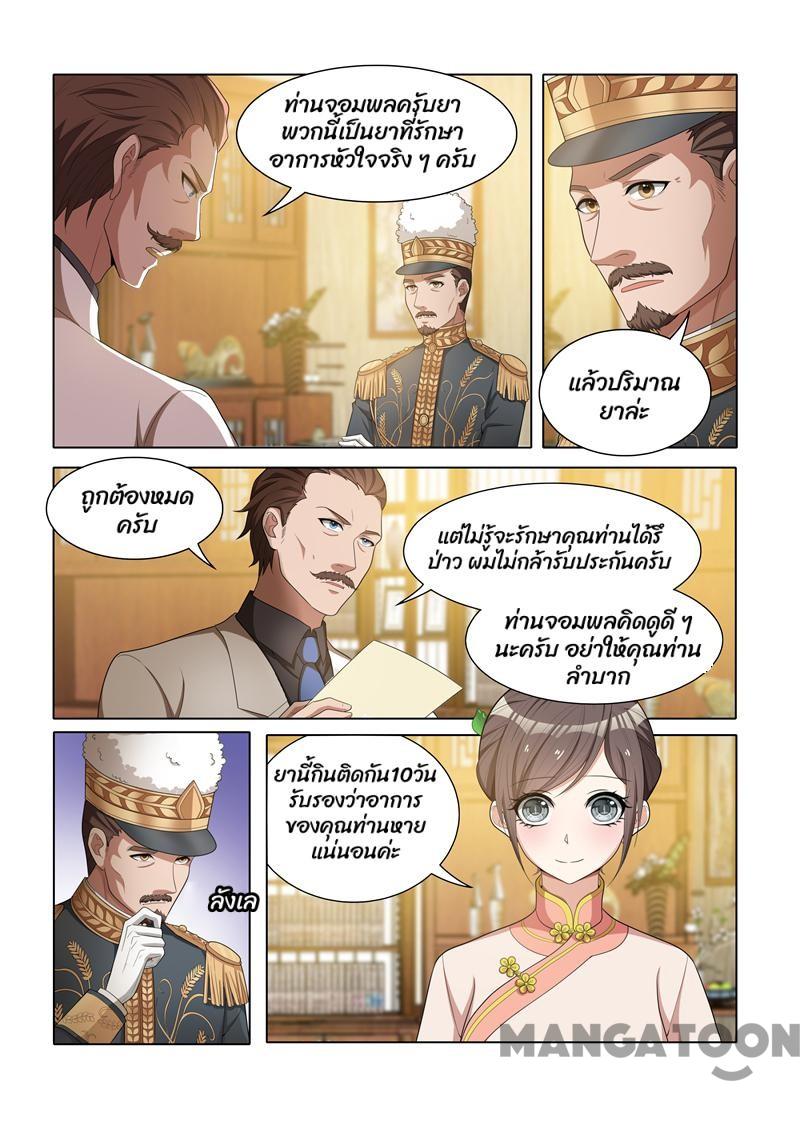 ท่านจอมพลครับยา
พวกนี้เป็นยาที่รักษา
อาการหัวใจจริง ๆ ครับ
แล้วปริมาณ
ยาล่ะ
ถูกต้องหมด
ครับ
แต่ไม่รู้จะรักษาคุณท่านได้รึ
ป่าว ผมไม่กล้ารับประกันครับ
ท่านจอมพลคิดดูดี ๆ
นะครับ อย่าให้คุณท่าน
ลำบาก
ลังเล
ยานี้กินติดกัน10วัน
รับรองว่าอาการ
ของคุณท่านหาย
แน่นอนค่ะ
MANGATOON